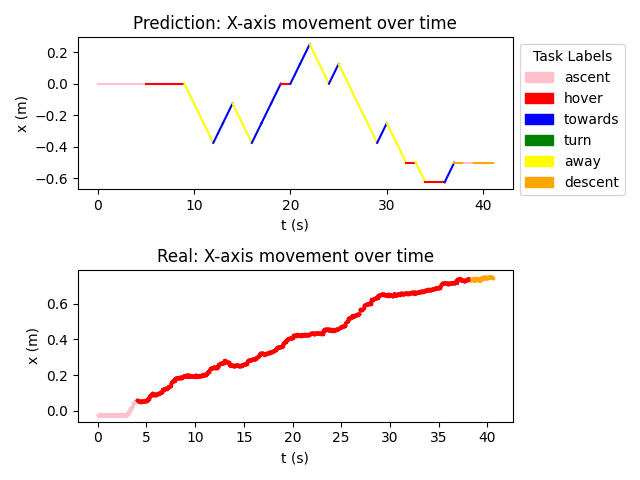 Prediction: X-axis movement over time
0.2
0.0
−0.2
−0.4
−0.6
x (m)
0 10 20 30 40
t (s)
Task Labels
ascent
hover
towards
turn
away
descent
Real: X-axis movement over time
0.6
0.4
0.2
0.0
x (m)
0 5 10 15 20 25 30 35 40
t (s)